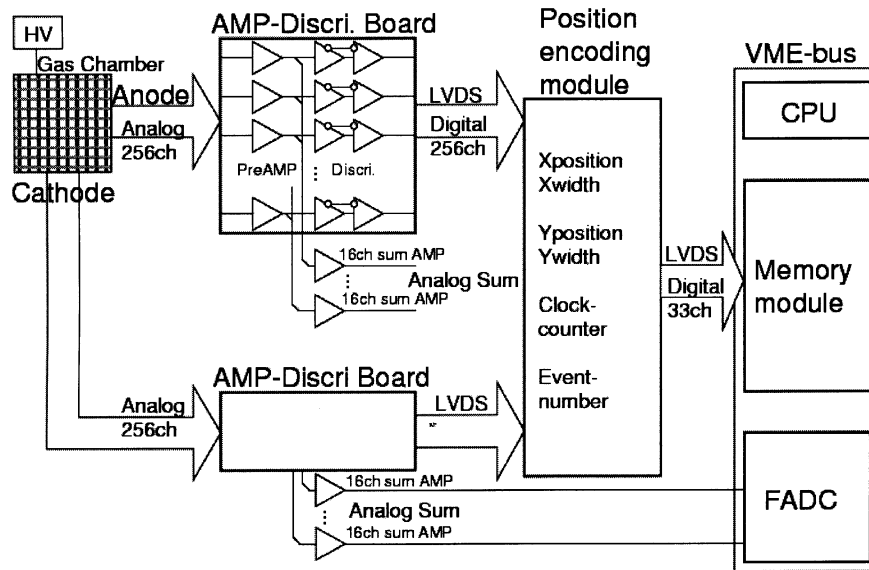 HV
Gas Chamber
Anode
Analog
256ch
Cathode
AMP-Discri. Board
PreAMP
Discri.
16ch sum AMP
Analog Sum
16ch sum AMP
LVDS
Digital
256ch
Position
encoding
module
Xposition
Xwidth
Yposition
Ywidth
Clock-
counter
Event-
number
LVDS
Digital
33ch
VME-bus
CPU
Memory
module
FADC
Analog
256ch
AMP-Discri Board
LVDS
16ch sum AMP
Analog Sum
16ch sum AMP